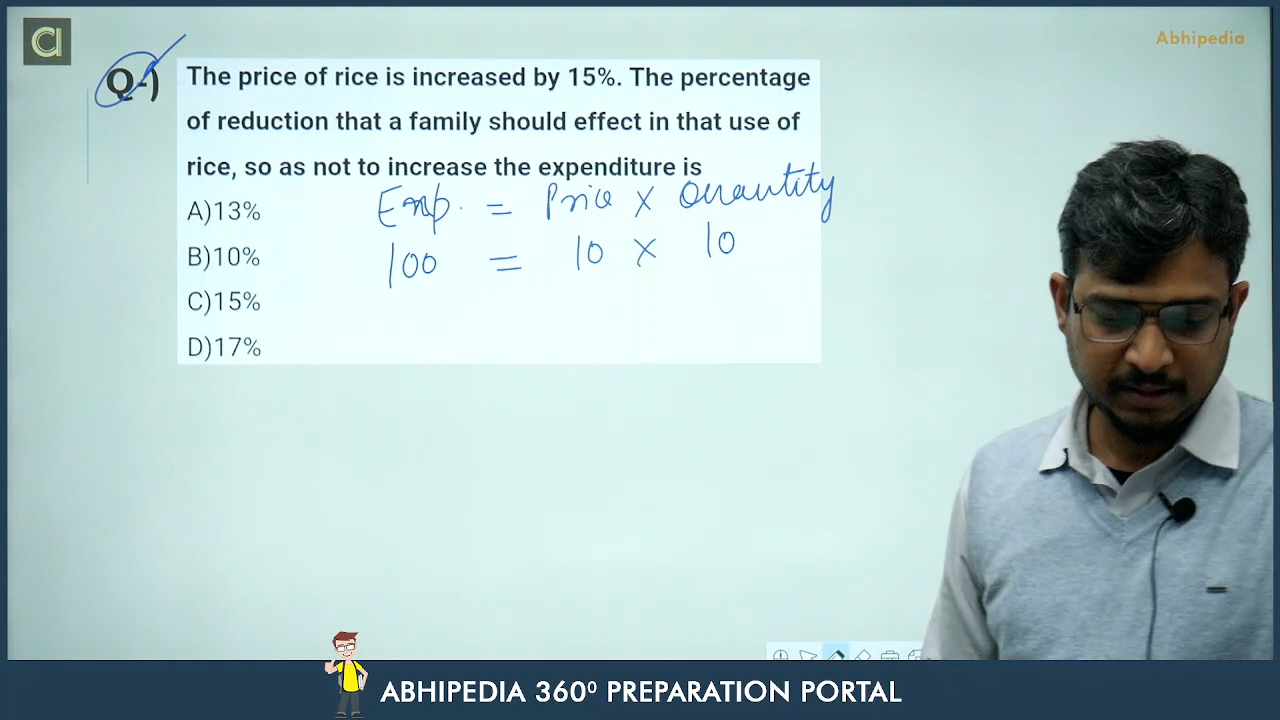 Abhipedia
Q-)
The price of rice is increased by 15%. The percentage
of reduction that a family should effect in that use of
rice, so as not to increase the expenditure is
Exp. = Price × Quantity
A)13%
100 = 10 × 10
B)10%
C)15%
D)17%
ABHIPEDIA 360⁰ PREPARATION PORTAL